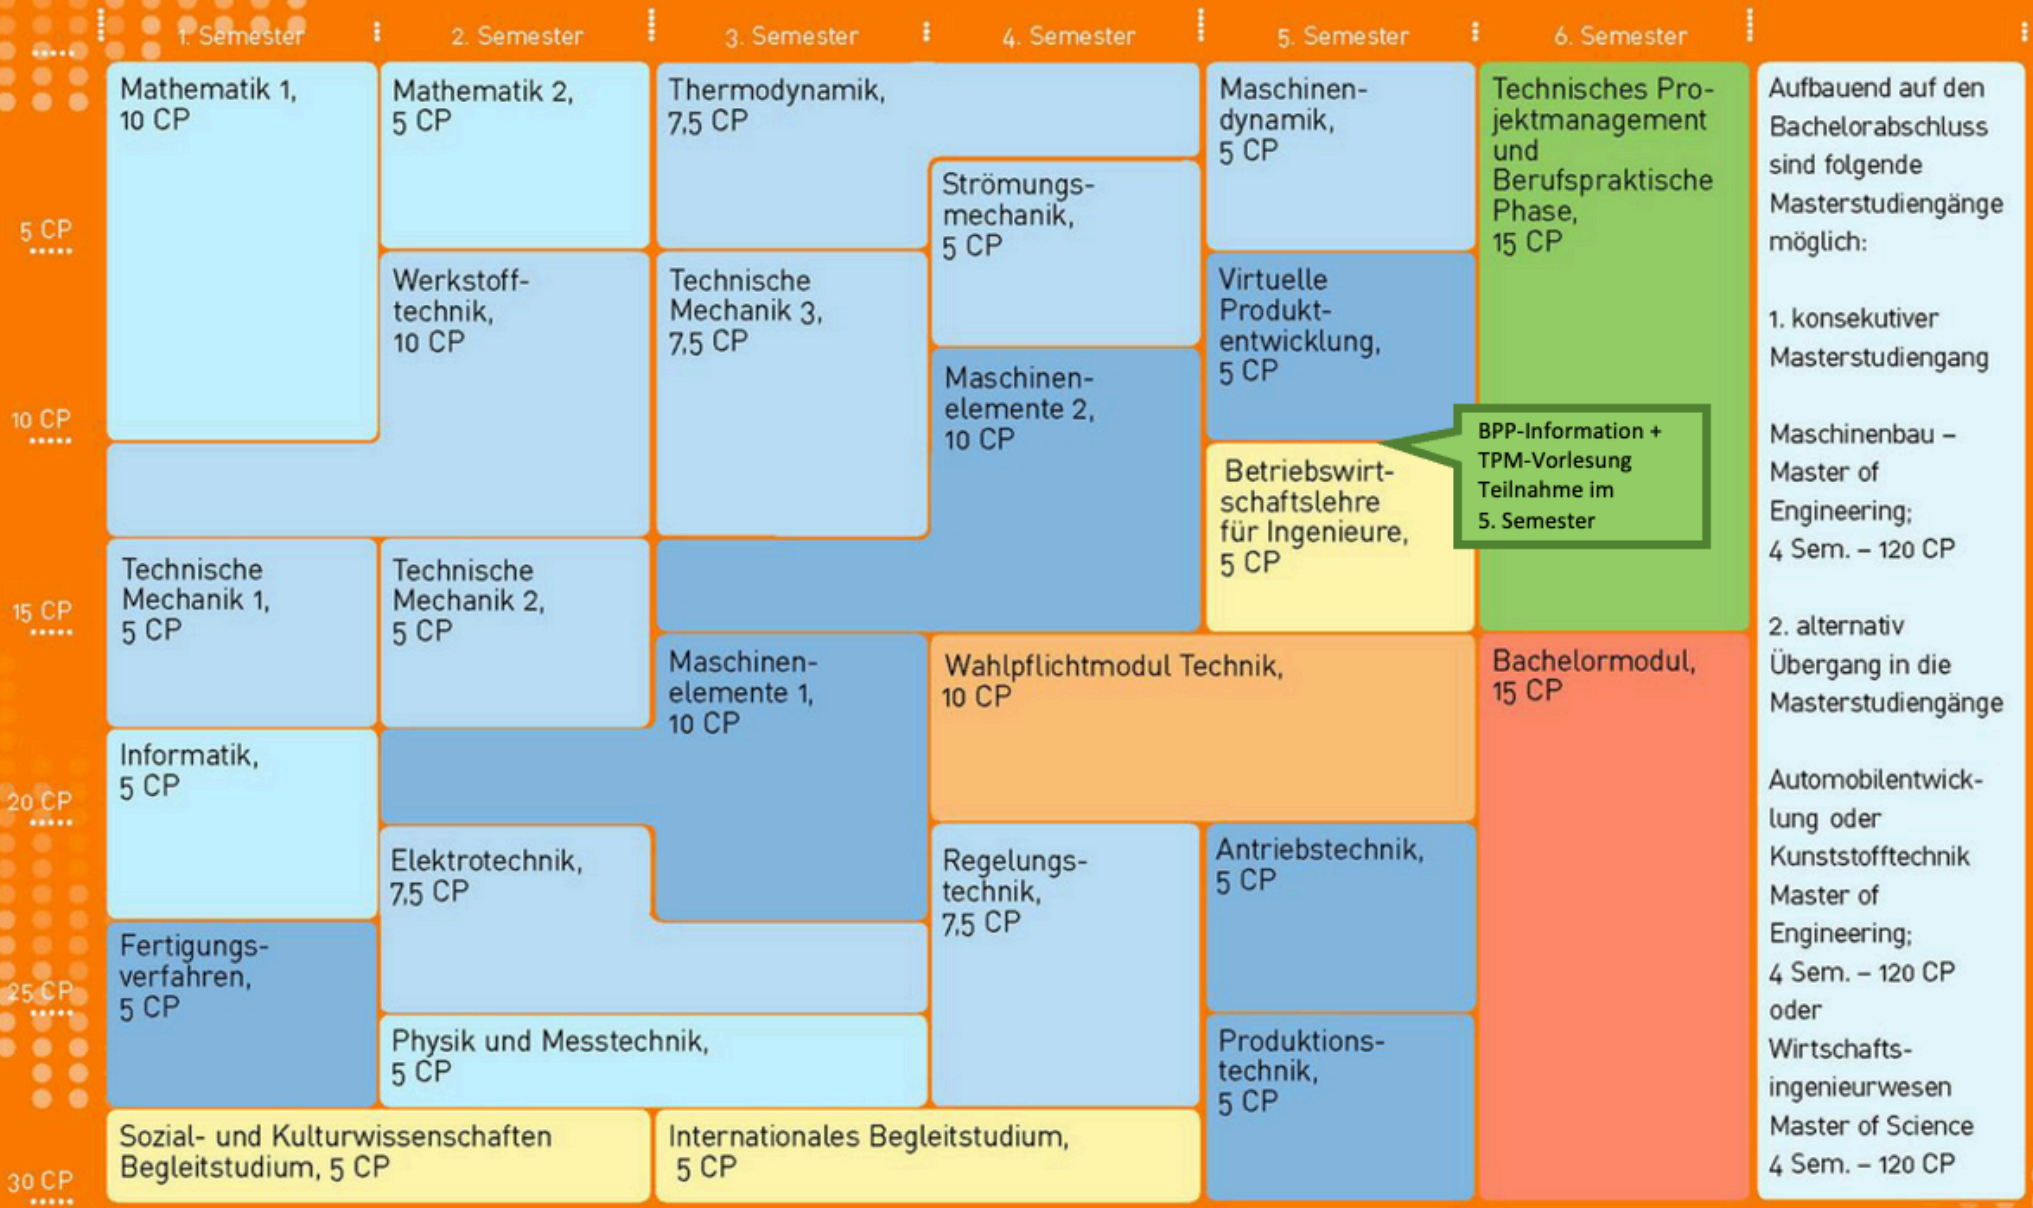 1. Semester
2. Semester
3. Semester
4. Semester
5. Semester
6. Semester
5 CP
10 CP
15 CP
20 CP
25 CP
30 CP
Mathematik 1,
10 CP
Technische
Mechanik 1,
5 CP
Informatik,
5 CP
Fertigungs-
verfahren,
5 CP
Sozial- und Kulturwissenschaften
Begleitstudium, 5 CP
Mathematik 2,
5 CP
Werkstoff-
technik,
10 CP
Technische
Mechanik 2,
5 CP
Elektrotechnik,
7,5 CP
Physik und Messtechnik,
5 CP
Thermodynamik,
7,5 CP
Technische
Mechanik 3,
7,5 CP
Maschinen-
elemente 1,
10 CP
Internationales Begleitstudium,
5 CP
Strömungs-
mechanik,
5 CP
Maschinen-
elemente 2,
10 CP
Wahlpflichtmodul Technik,
10 CP
Regelungs-
technik,
7,5 CP
Maschinen-
dynamik,
5 CP
Virtuelle
Produkt-
entwicklung,
5 CP
Betriebswirt-
schaftslehre
für Ingenieure,
5 CP
Antriebstechnik,
5 CP
Produktions-
technik,
5 CP
Technisches Pro-
jektmanagement
und
Berufspraktische
Phase,
15 CP
BPP-Information +
TPM-Vorlesung
Teilnahme im
5. Semester
Bachelormodul,
15 CP
Aufbauend auf den
Bachelorabschluss
sind folgende
Masterstudiengänge
möglich:
1. konsekutiver
Masterstudiengang
Maschinenbau –
Master of
Engineering;
4 Sem. – 120 CP
2. alternativ
Übergang in die
Masterstudiengänge
Automobilentwick-
lung oder
Kunststofftechnik
Master of
Engineering;
4 Sem. – 120 CP
oder
Wirtschafts-
ingenieurwesen
Master of Science
4 Sem. – 120 CP